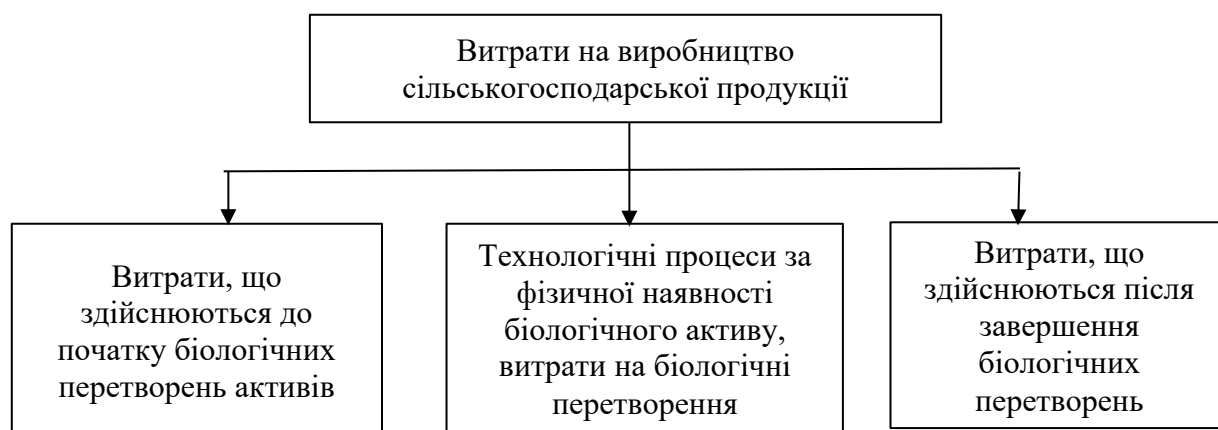 Витрати на виробництво
сільськогосподарської продукції
Витрати, що
здійснюються до
початку біологічних
перетворень активів
Технологічні процеси за
фізичної наявності
біологічного активу,
витрати на біологічні
перетворення
Витрати, що
здійснюються після
завершення
біологічних
перетворень